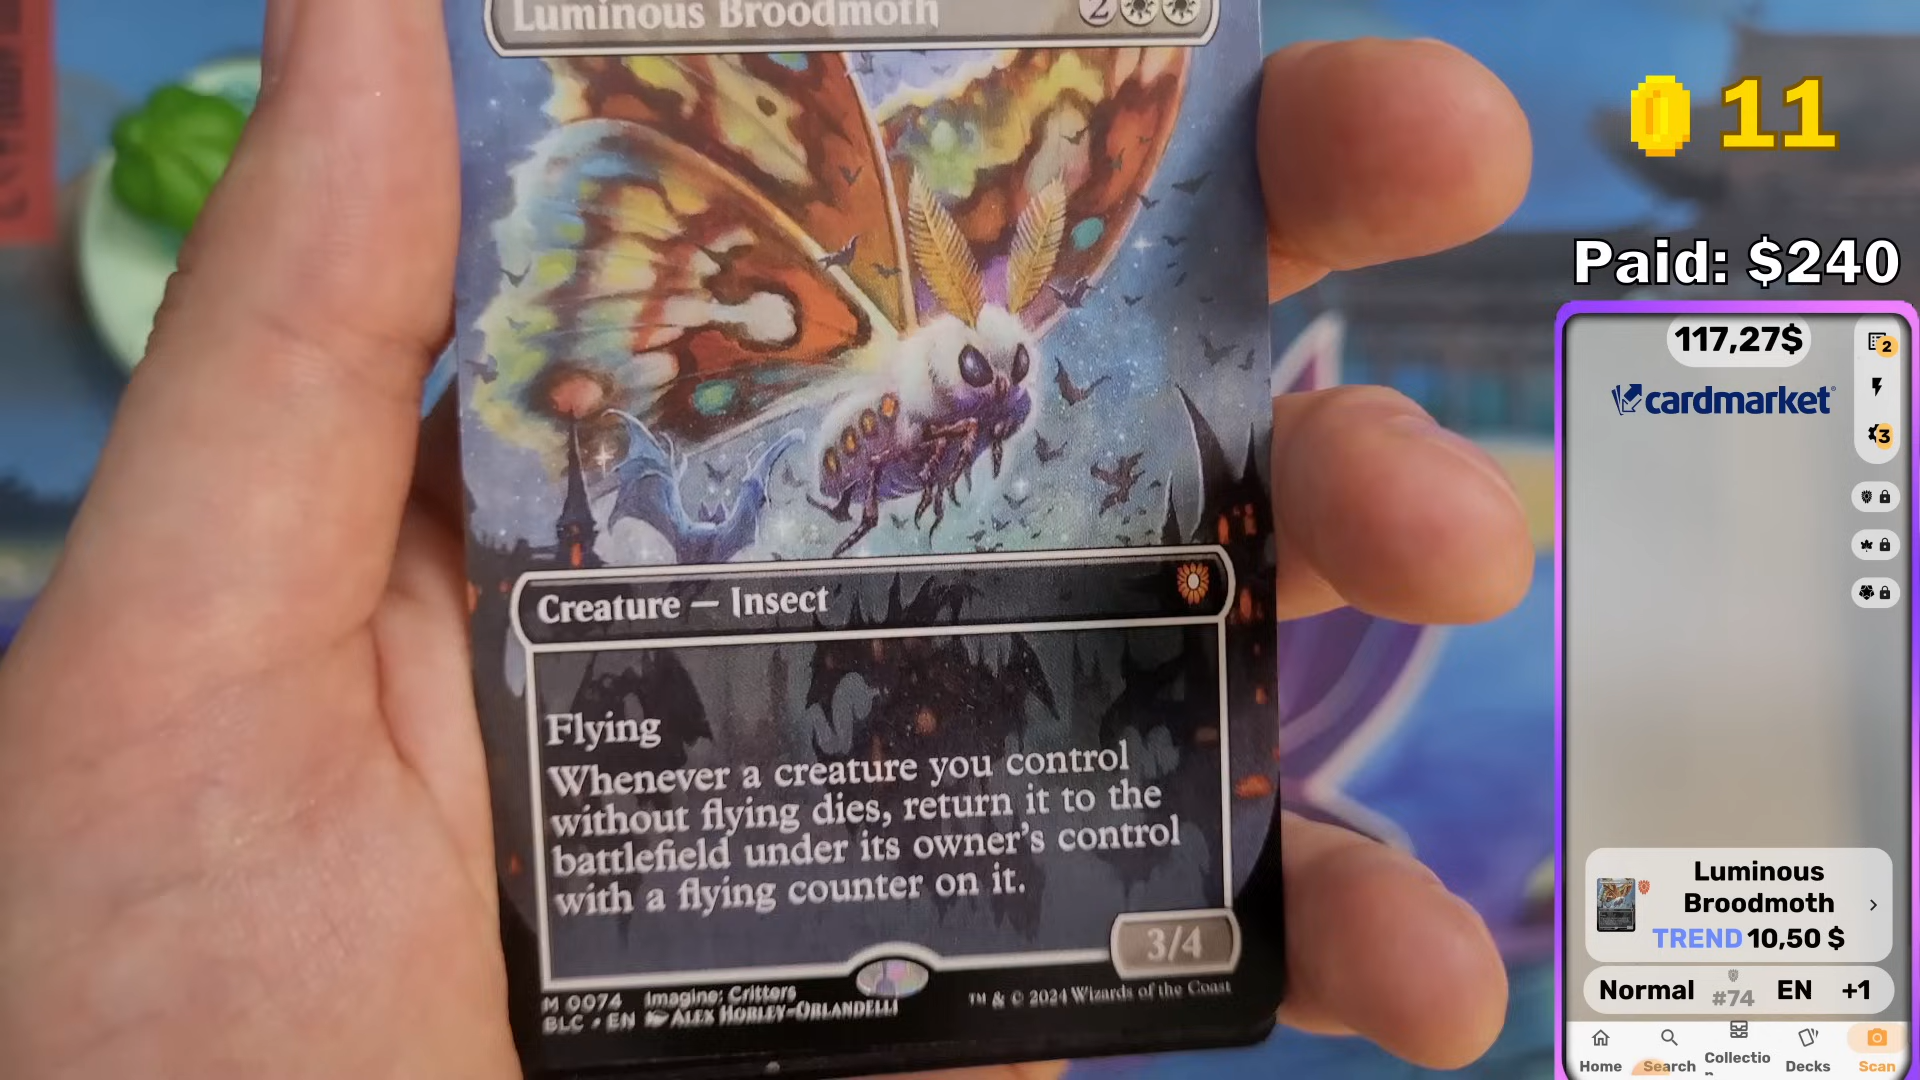 Luminous Broodmoth
2
Creature — Insect
Flying
Whenever a creature you control
without flying dies, return it to the
battlefield under its owner's control
with a flying counter on it.
3/4
M 0074 Imagine: Critters
BLC • EN ALEX HORLEY-ORLANDELLI
™ & © 2024 Wizards of the Coast
11
Paid: $240
117,27$
2
cardmarket
3
Luminous
Broodmoth
TREND 10,50 $
Normal #74 EN +1
Home Search Collectio Decks Scan
n